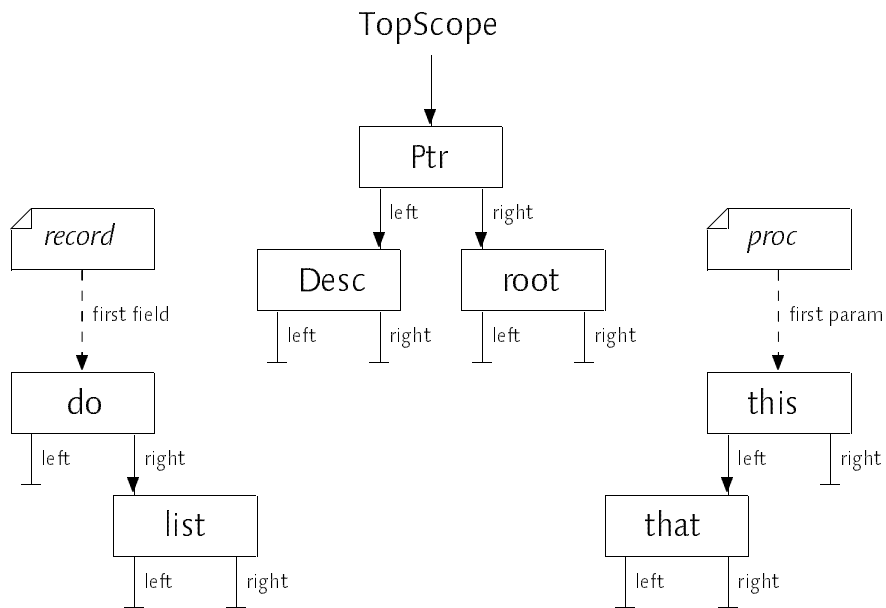 TopScope
Ptr
left right
record proc
Desc root
first field left right left right first param
do this
left right left right
list that
left right left right